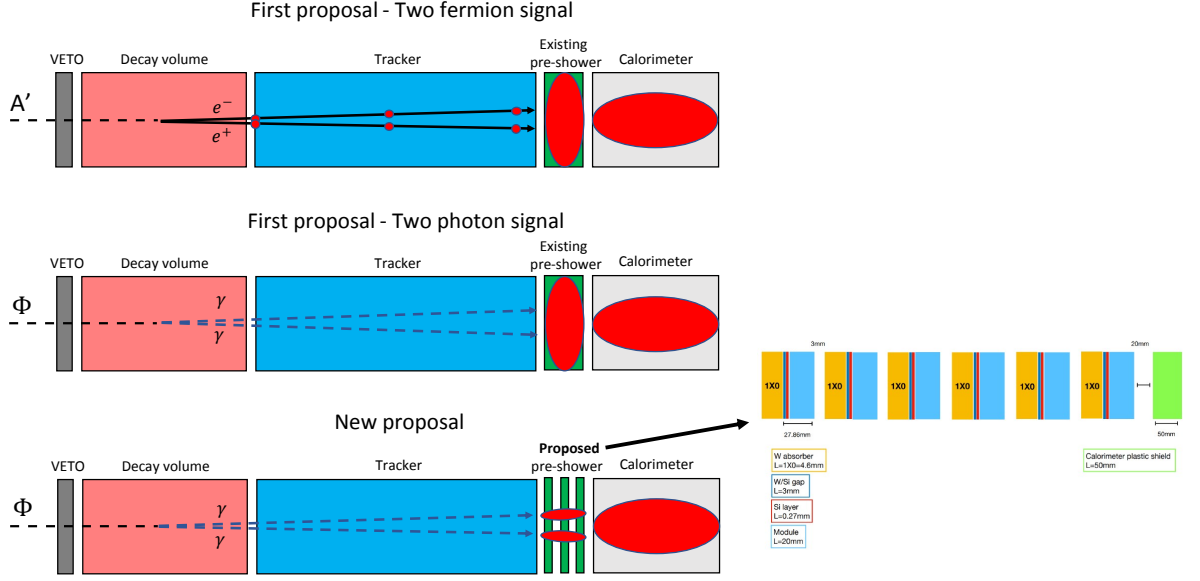 First proposal - Two fermion signal
VETO
Decay volume
Tracker
Existing
pre-shower
Calorimeter
A’
e−
e+
First proposal - Two photon signal
VETO
Decay volume
Tracker
Existing
pre-shower
Calorimeter
Φ
γ
γ
New proposal
VETO
Decay volume
Tracker
Proposed
pre-shower
Calorimeter
Φ
γ
γ
3mm
20mm
1X0
1X0
1X0
1X0
1X0
1X0
27.86mm
50mm
W absorber
L=1X0=4.6mm
W/Si gap
L=3mm
Si layer
L=0.27mm
Module
L=20mm
Calorimeter plastic shield
L=50mm